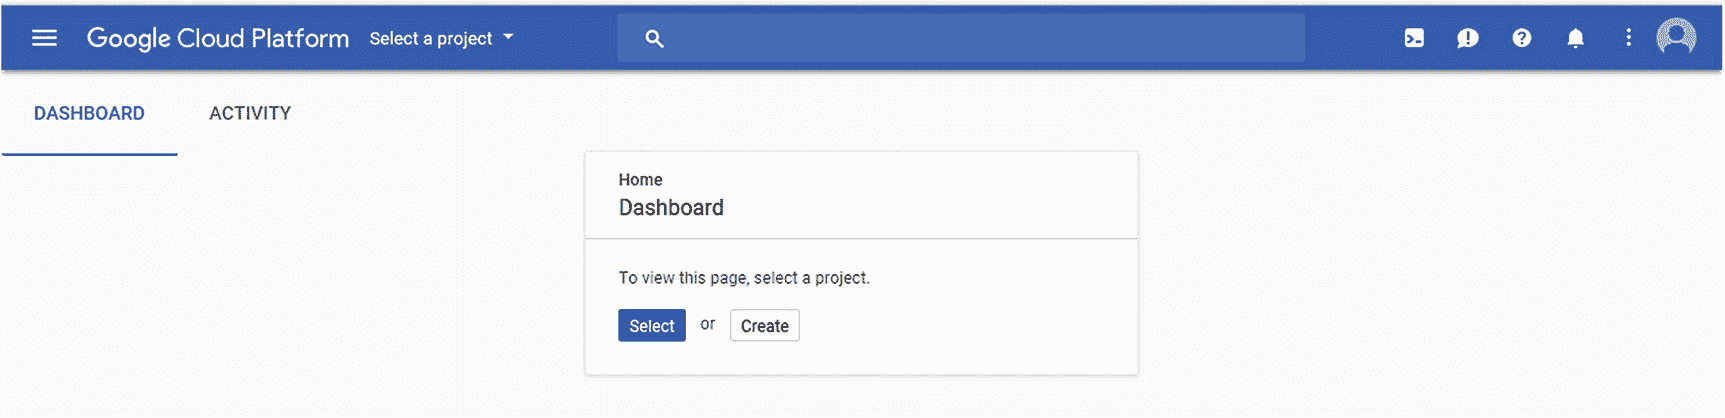 Google Cloud Platform Select a project
DASHBOARD ACTIVITY
Home
Dashboard
To view this page, select a project.
Select or Create